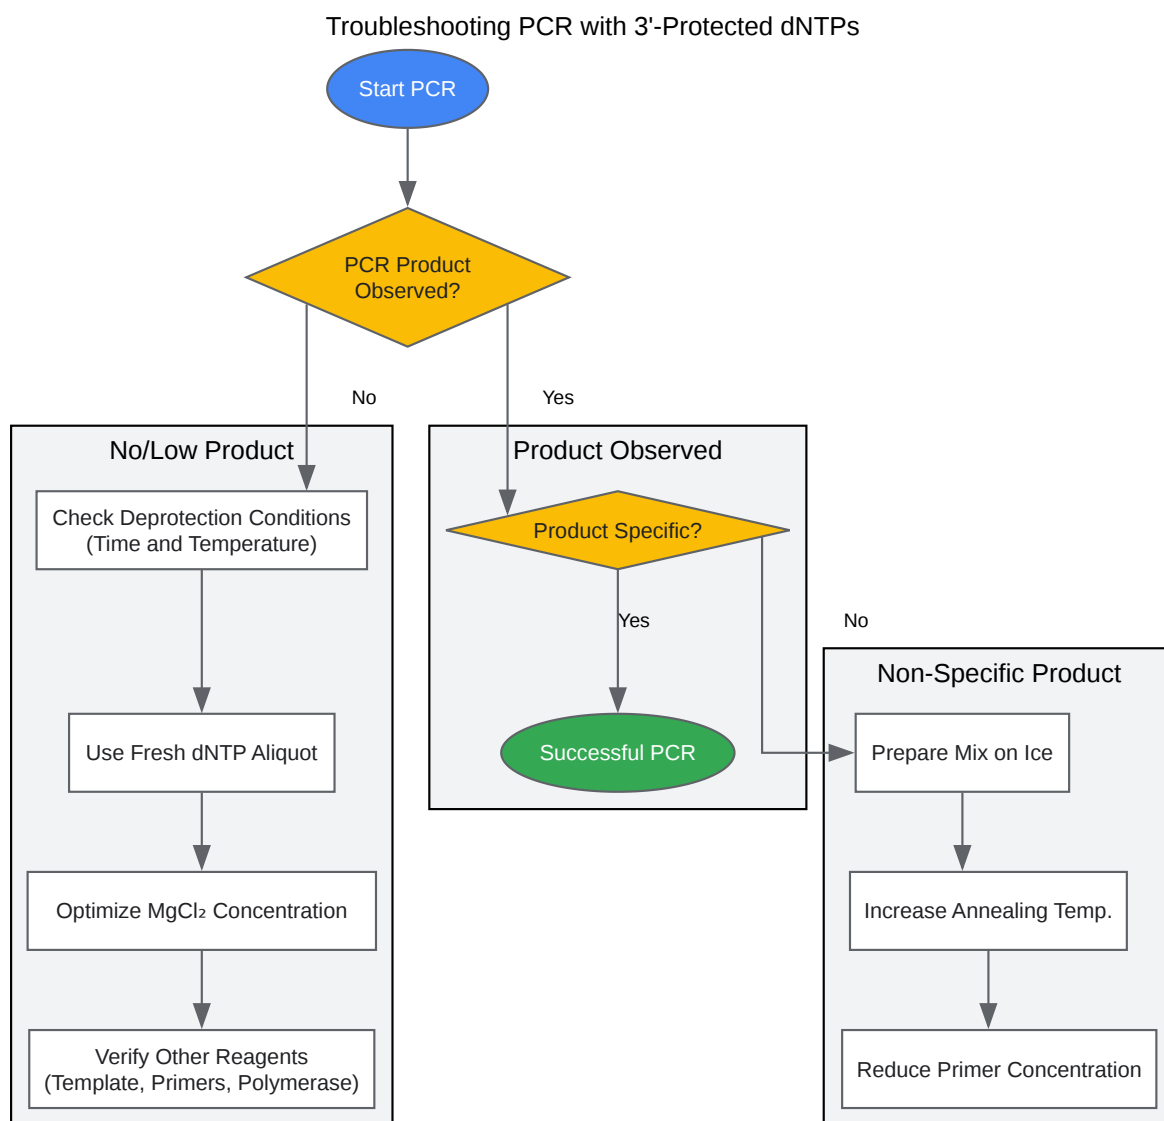 Troubleshooting PCR with 3'-Protected dNTPs
Start PCR
PCR Product
Observed?
No
Yes
No/Low Product
Check Deprotection Conditions
(Time and Temperature)
Use Fresh dNTP Aliquot
Optimize MgCl₂ Concentration
Verify Other Reagents
(Template, Primers, Polymerase)
Product Observed
Product Specific?
Yes
Successful PCR
No
Non-Specific Product
Prepare Mix on Ice
Increase Annealing Temp.
Reduce Primer Concentration